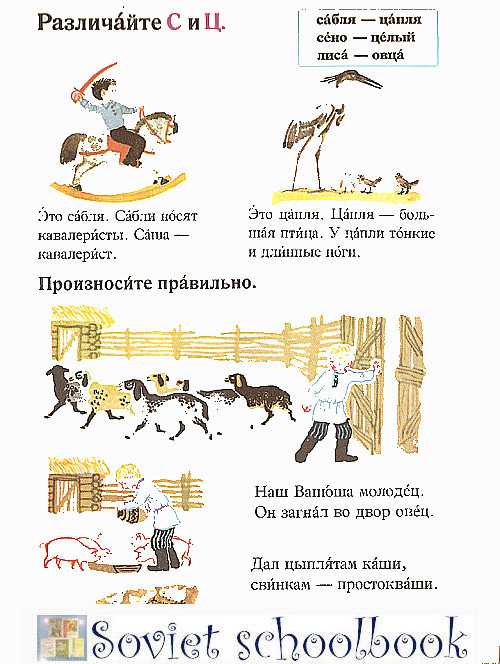 Различа́йте С и Ц.
са́бля — ца́пля
се́но — це́лый
лиса́ — овца́
Э́то са́бля. Са́бли но́сят
кавалери́сты. Са́ша —
кавалери́ст.
Э́то ца́пля. Ца́пля — боль-
ша́я пти́ца. У ца́пли то́нкие
и дли́нные но́ги.
Произноси́те пра́вильно.
Наш Ваню́ша молоде́ц.
Он загна́л во двор ове́ц.
Дал цыпля́там ка́ши,
сви́нкам — простоква́ши.
Soviet schoolbook